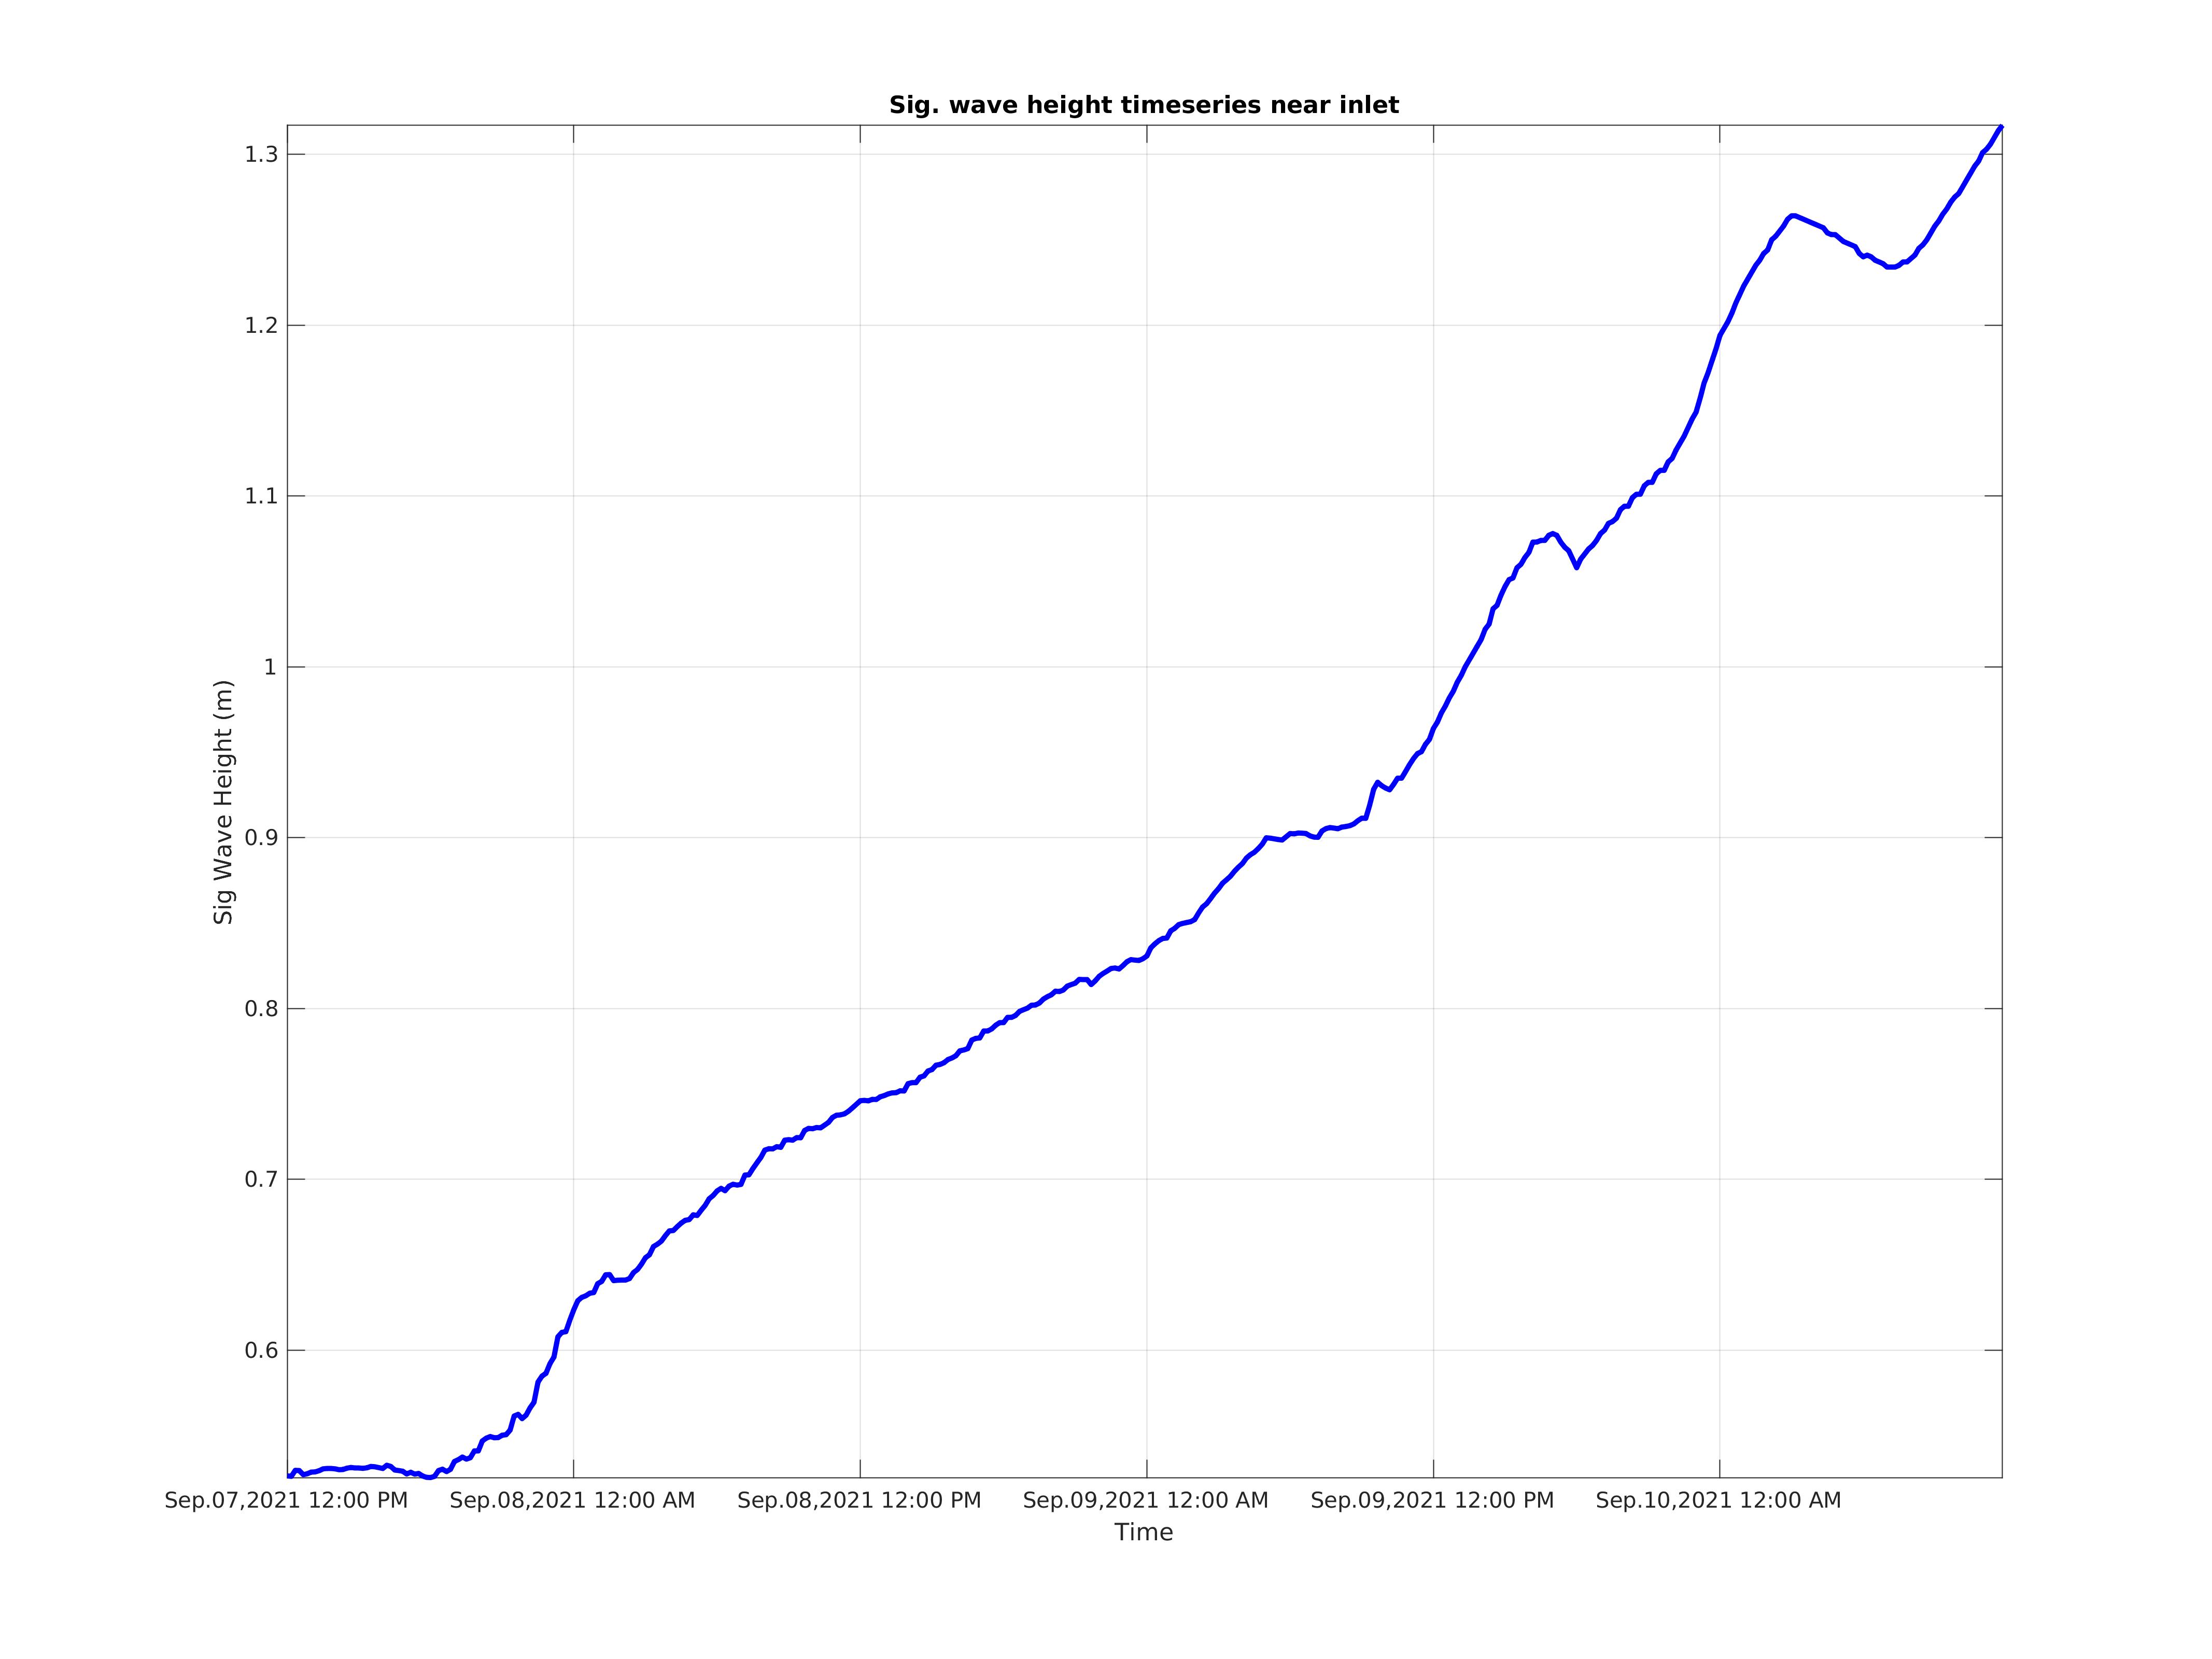 Sig. wave height timeseries near inlet
1.3
1.2
1.1
1
0.9
0.8
0.7
0.6
Sig Wave Height (m)
Sep.07,2021 12:00 PM Sep.08,2021 12:00 AM Sep.08,2021 12:00 PM Sep.09,2021 12:00 AM Sep.09,2021 12:00 PM Sep.10,2021 12:00 AM
Time